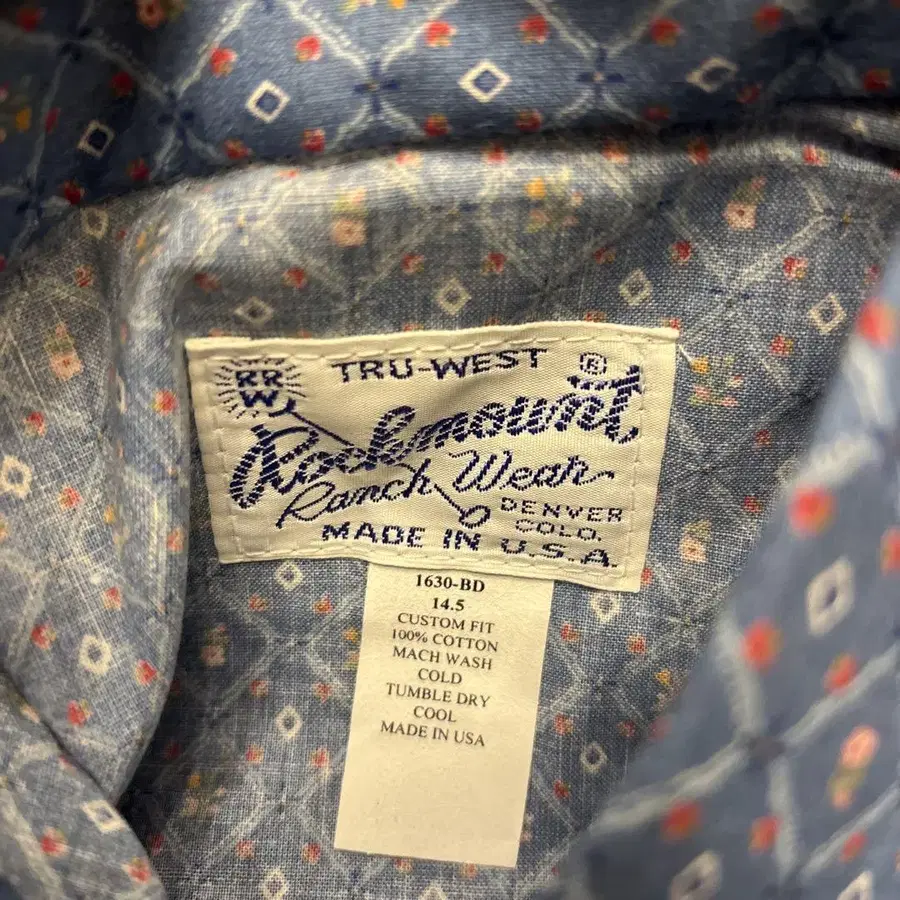 RR
W
TRU-WEST ®
Rockmount
Ranch Wear
DENVER
COLO.
MADE IN U.S.A.
1630-BD
14.5
CUSTOM FIT
100% COTTON
MACH WASH
COLD
TUMBLE DRY
COOL
MADE IN USA